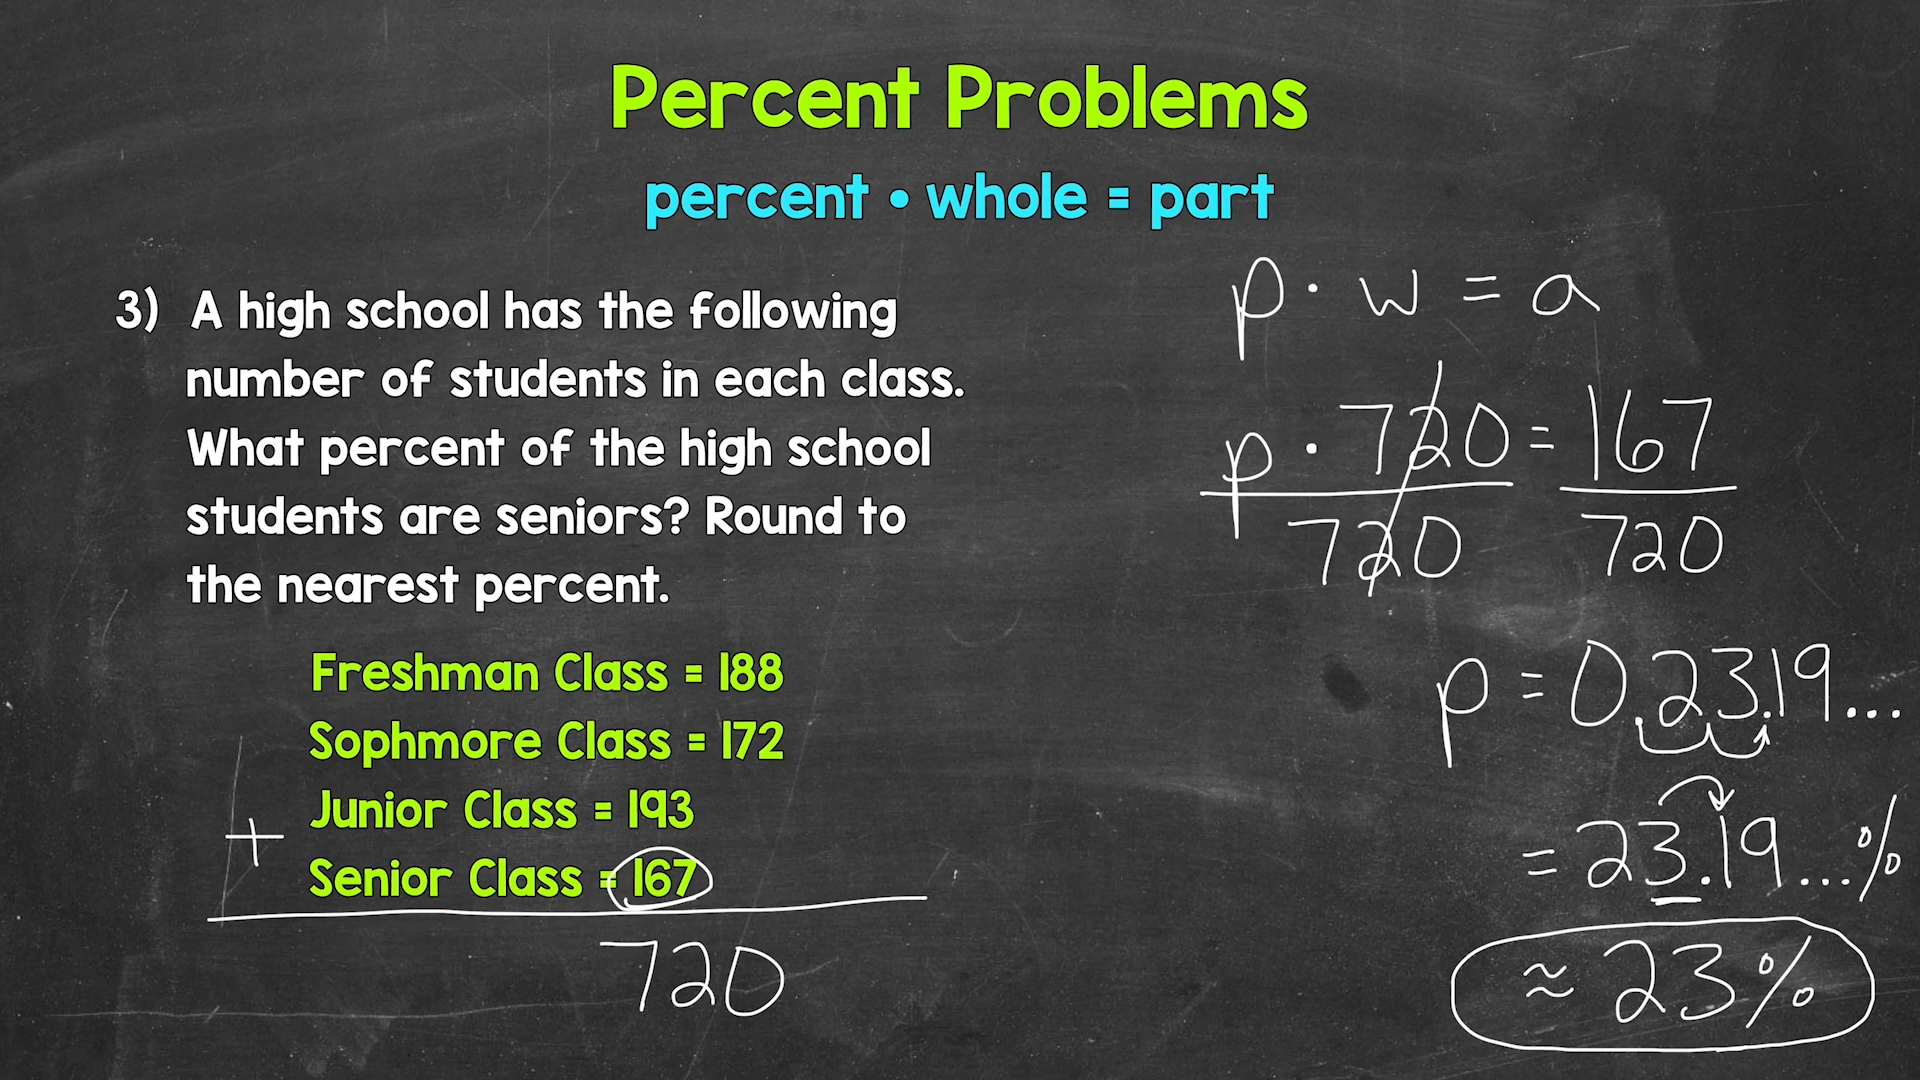 Percent Problems
percent • whole = part
3) A high school has the following
number of students in each class.
What percent of the high school
students are seniors? Round to
the nearest percent.
Freshman Class = 188
Sophmore Class = 172
Junior Class = 193
+ Senior Class = 167
720
p · w = a
p · 720 = 167
720 720
p = 0.23.19...
= 23.19...%
≈ 23%